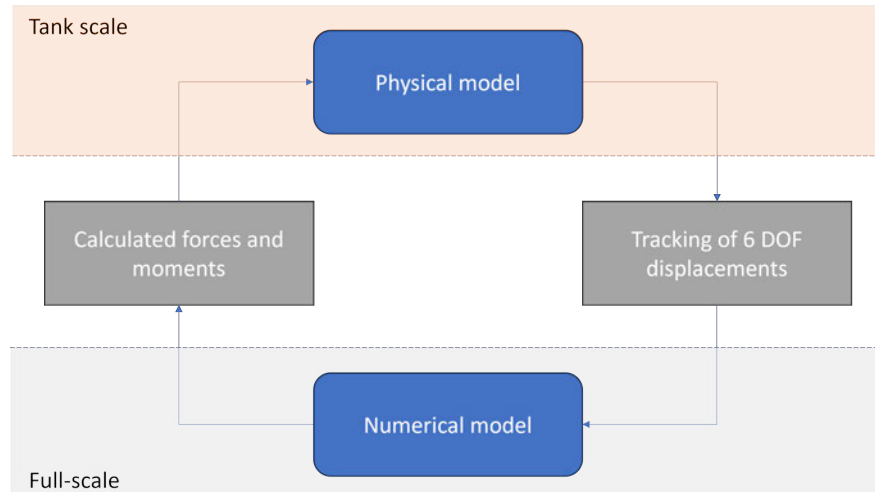 Tank scale
Physical model
Calculated forces and
moments
Tracking of 6 DOF
displacements
Numerical model
Full-scale